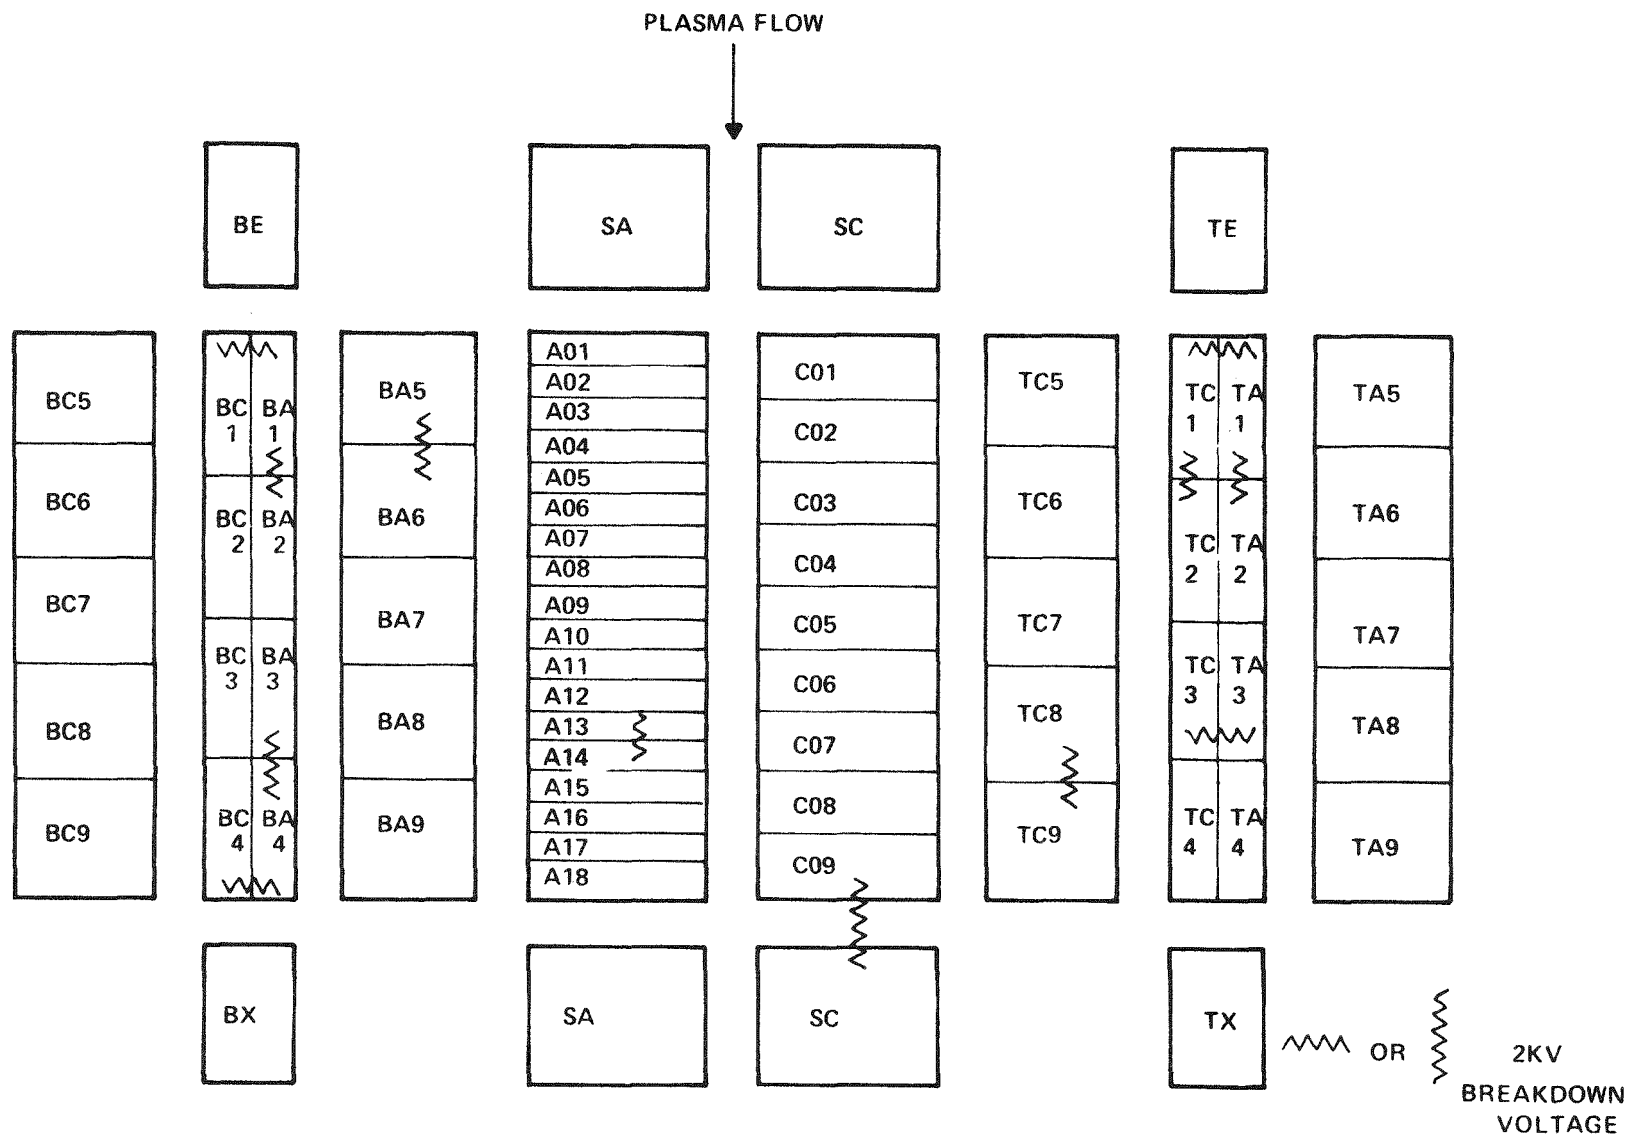 PLASMA FLOW
BE
SA
SC
TE
BC5
BC6
BC7
BC8
BC9
BC BA
1 1
BC BA
2 2
BC BA
3 3
BC BA
4 4
BA5
BA6
BA7
BA8
BA9
A01
A02
A03
A04
A05
A06
A07
A08
A09
A10
A11
A12
A13
A14
A15
A16
A17
A18
C01
C02
C03
C04
C05
C06
C07
C08
C09
TC5
TC6
TC7
TC8
TC9
TC TA
1 1
TC TA
2 2
TC TA
3 3
TC TA
4 4
TA5
TA6
TA7
TA8
TA9
BX
SA
SC
TX
OR
2KV
BREAKDOWN
VOLTAGE